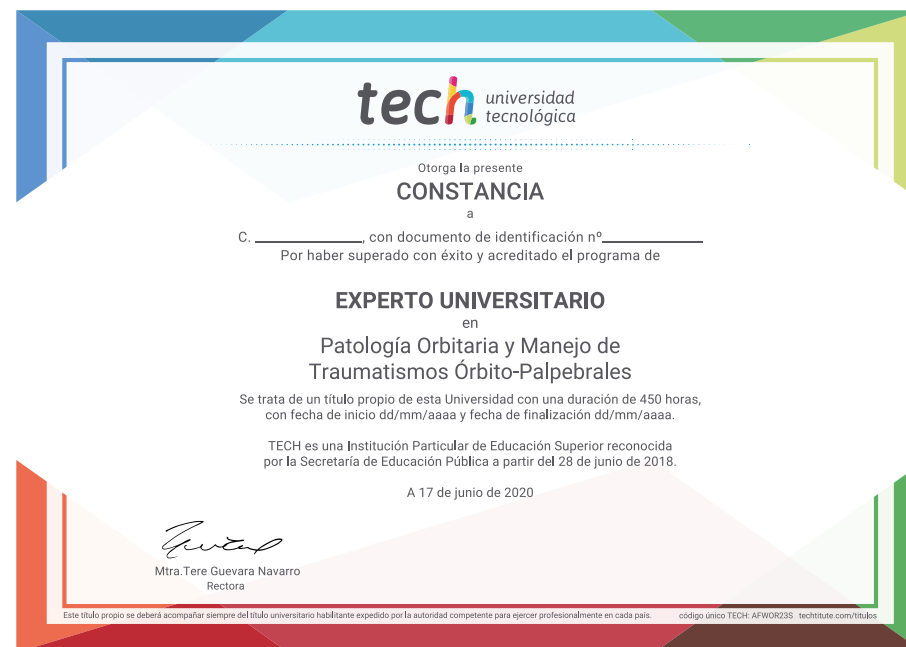 tech universidad
tecnológica
Otorga la presente
CONSTANCIA
a
C. ______________, con documento de identificación nº_____________
Por haber superado con éxito y acreditado el programa de
EXPERTO UNIVERSITARIO
en
Patología Orbitaria y Manejo de
Traumatismos Órbito-Palpebrales
Se trata de un título propio de esta Universidad con una duración de 450 horas,
con fecha de inicio dd/mm/aaaa y fecha de finalización dd/mm/aaaa.
TECH es una Institución Particular de Educación Superior reconocida
por la Secretaría de Educación Pública a partir del 28 de junio de 2018.
A 17 de junio de 2020
Mtra.Tere Guevara Navarro
Rectora
Este título propio se deberá acompañar siempre del título universitario habilitante expedido por la autoridad competente para ejercer profesionalmente en cada país. código único TECH: AFWOR23S techtitute.com/titulos